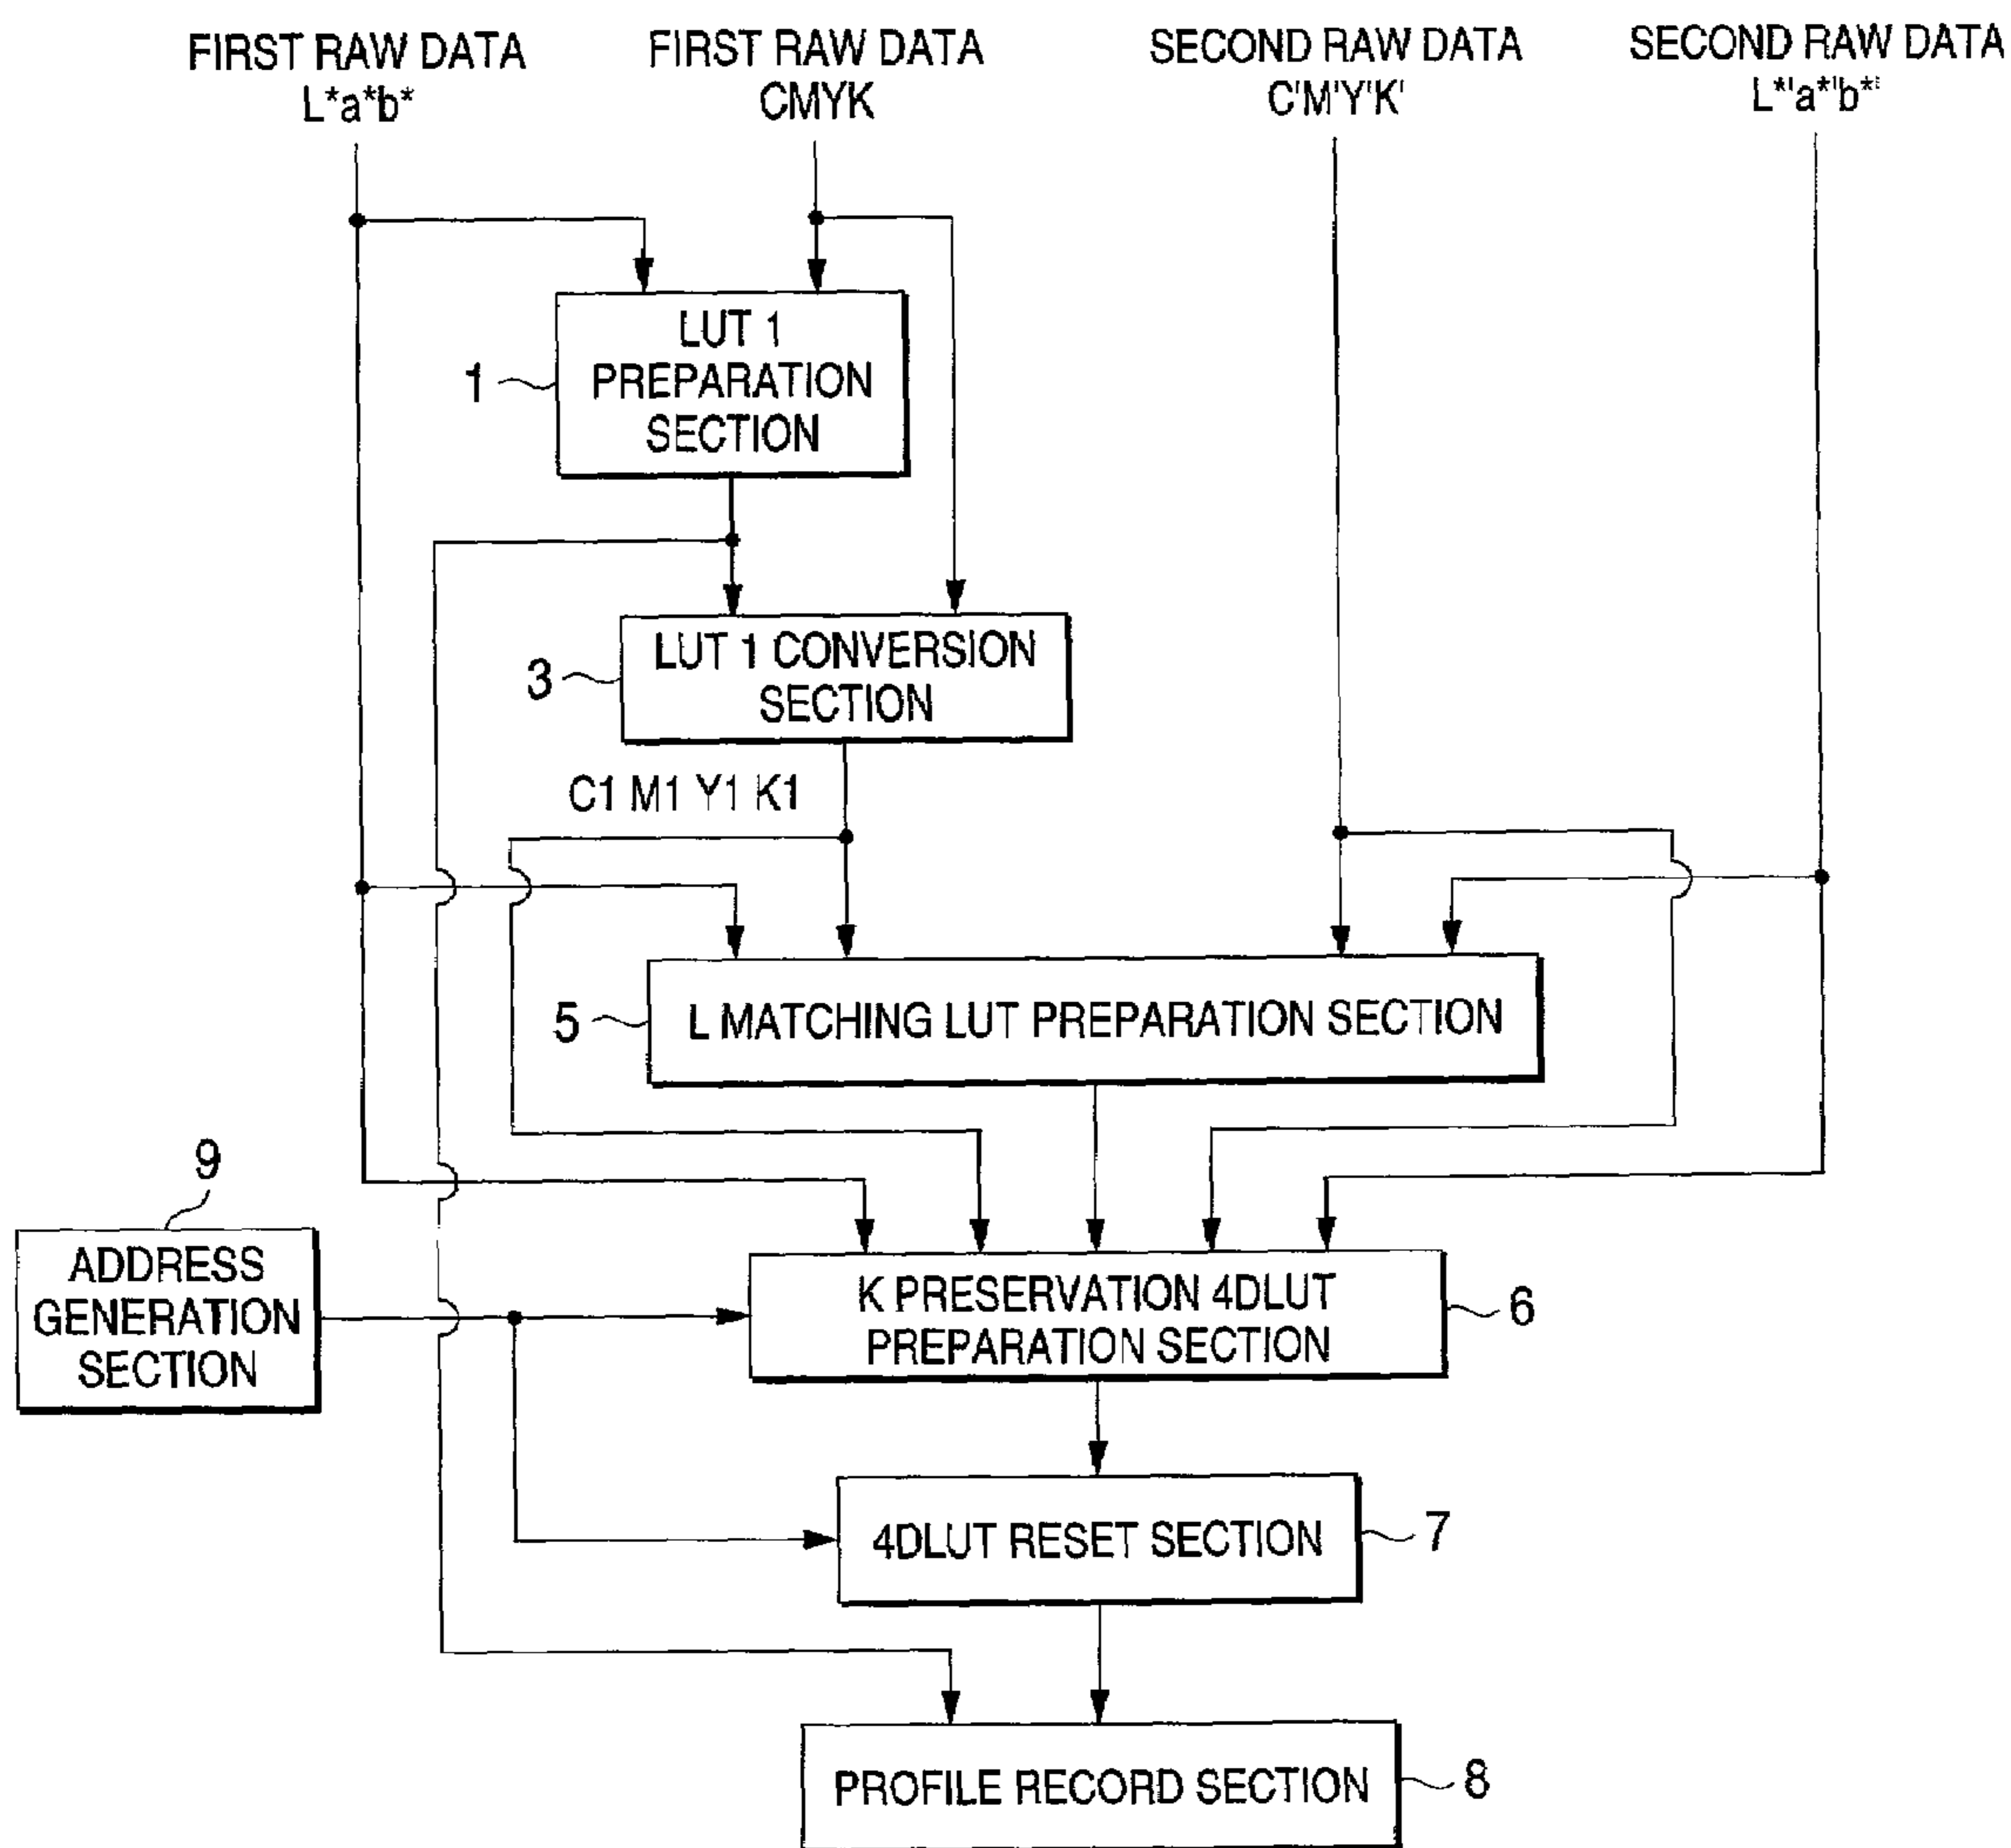 FIRST RAW DATA
L*a*b*
FIRST RAW DATA
CMYK
SECOND RAW DATA
C'M'Y'K'
SECOND RAW DATA
L*'a*'b*'
LUT 1
PREPARATION
SECTION
1
LUT 1 CONVERSION
SECTION
3
C1 M1 Y1 K1
5
L MATCHING LUT PREPARATION SECTION
9
ADDRESS
GENERATION
SECTION
K PRESERVATION 4DLUT
PREPARATION SECTION
6
4DLUT RESET SECTION
7
PROFILE RECORD SECTION
8